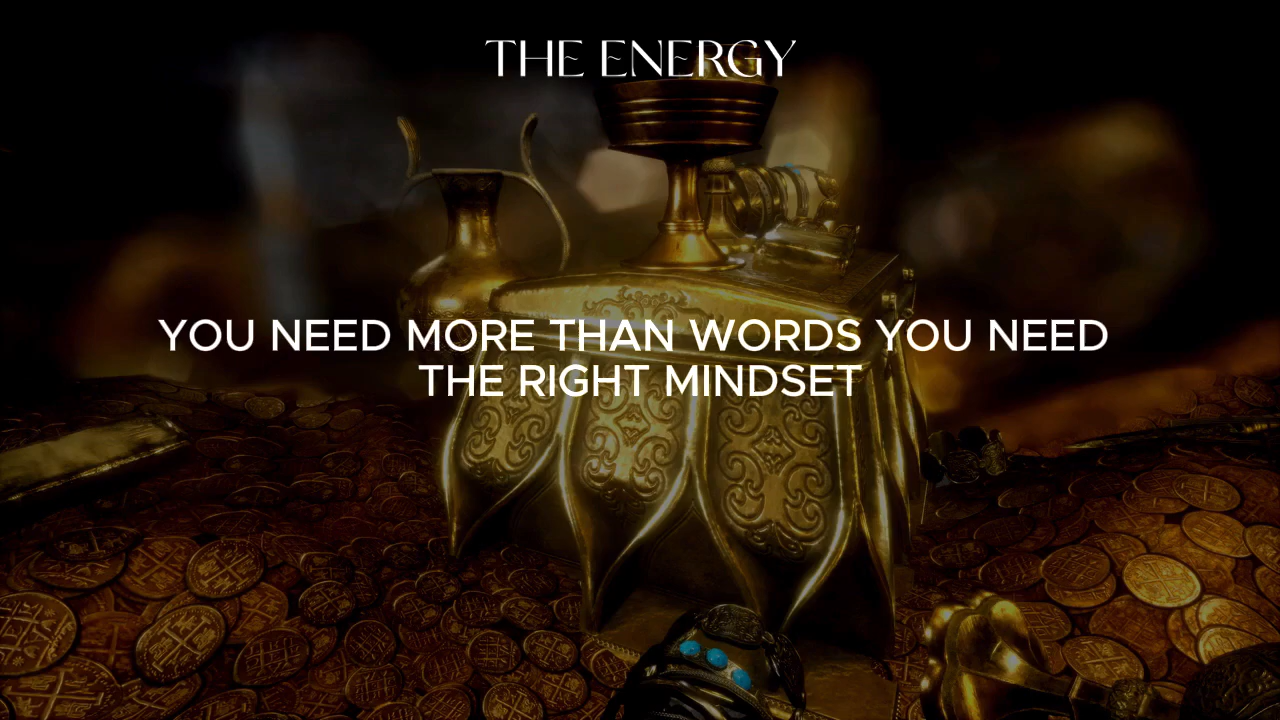 THE ENERGY
YOU NEED MORE THAN WORDS YOU NEED
THE RIGHT MINDSET